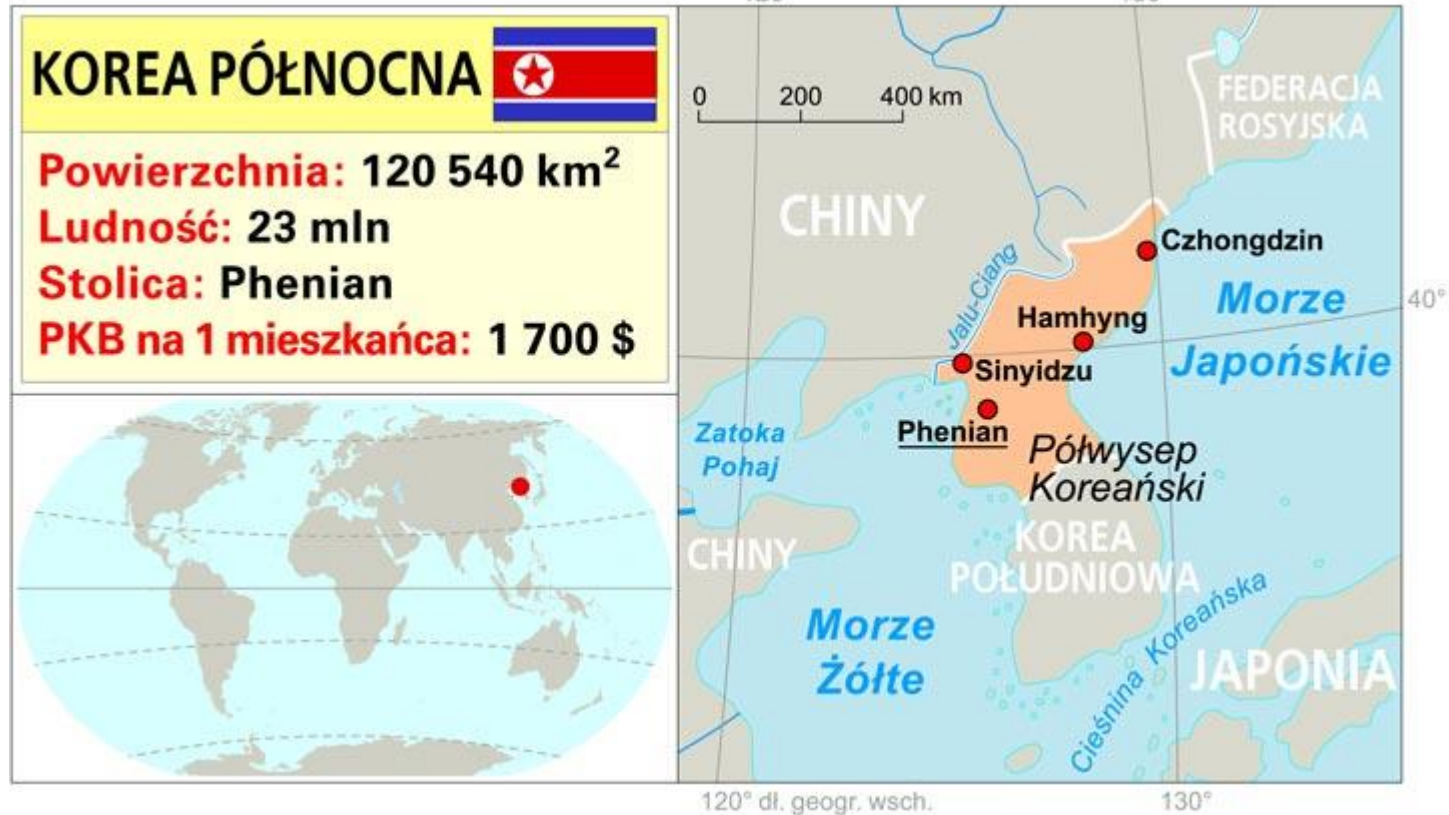 KOREA PÓŁNOCNA
Powierzchnia: 120 540 km²
Ludność: 23 mln
Stolica: Phenian
PKB na 1 mieszkańca: 1 700 $
0 200 400 km
FEDERACJA
ROSYJSKA
CHINY
Czhongdzin
Jalu-Ciang
Morze
Japońskie
40°
Hamhyng
Sinyidzu
Phenian
Zatoka
Pohaj
Półwysep
Koreański
CHINY
KOREA
POŁUDNIOWA
Morze
Żółte
Cieśnina Koreańska
JAPONIA
120° dł. geogr. wsch.
130°